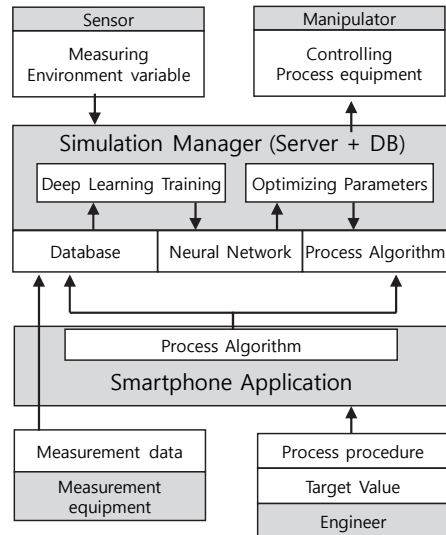 Sensor
Measuring
Environment variable
Manipulator
Controlling
Process equipment
Simulation Manager (Server + DB)
Deep Learning Training
Optimizing Parameters
Database
Neural Network
Process Algorithm
Process Algorithm
Smartphone Application
Measurement data
Measurement
equipment
Process procedure
Target Value
Engineer